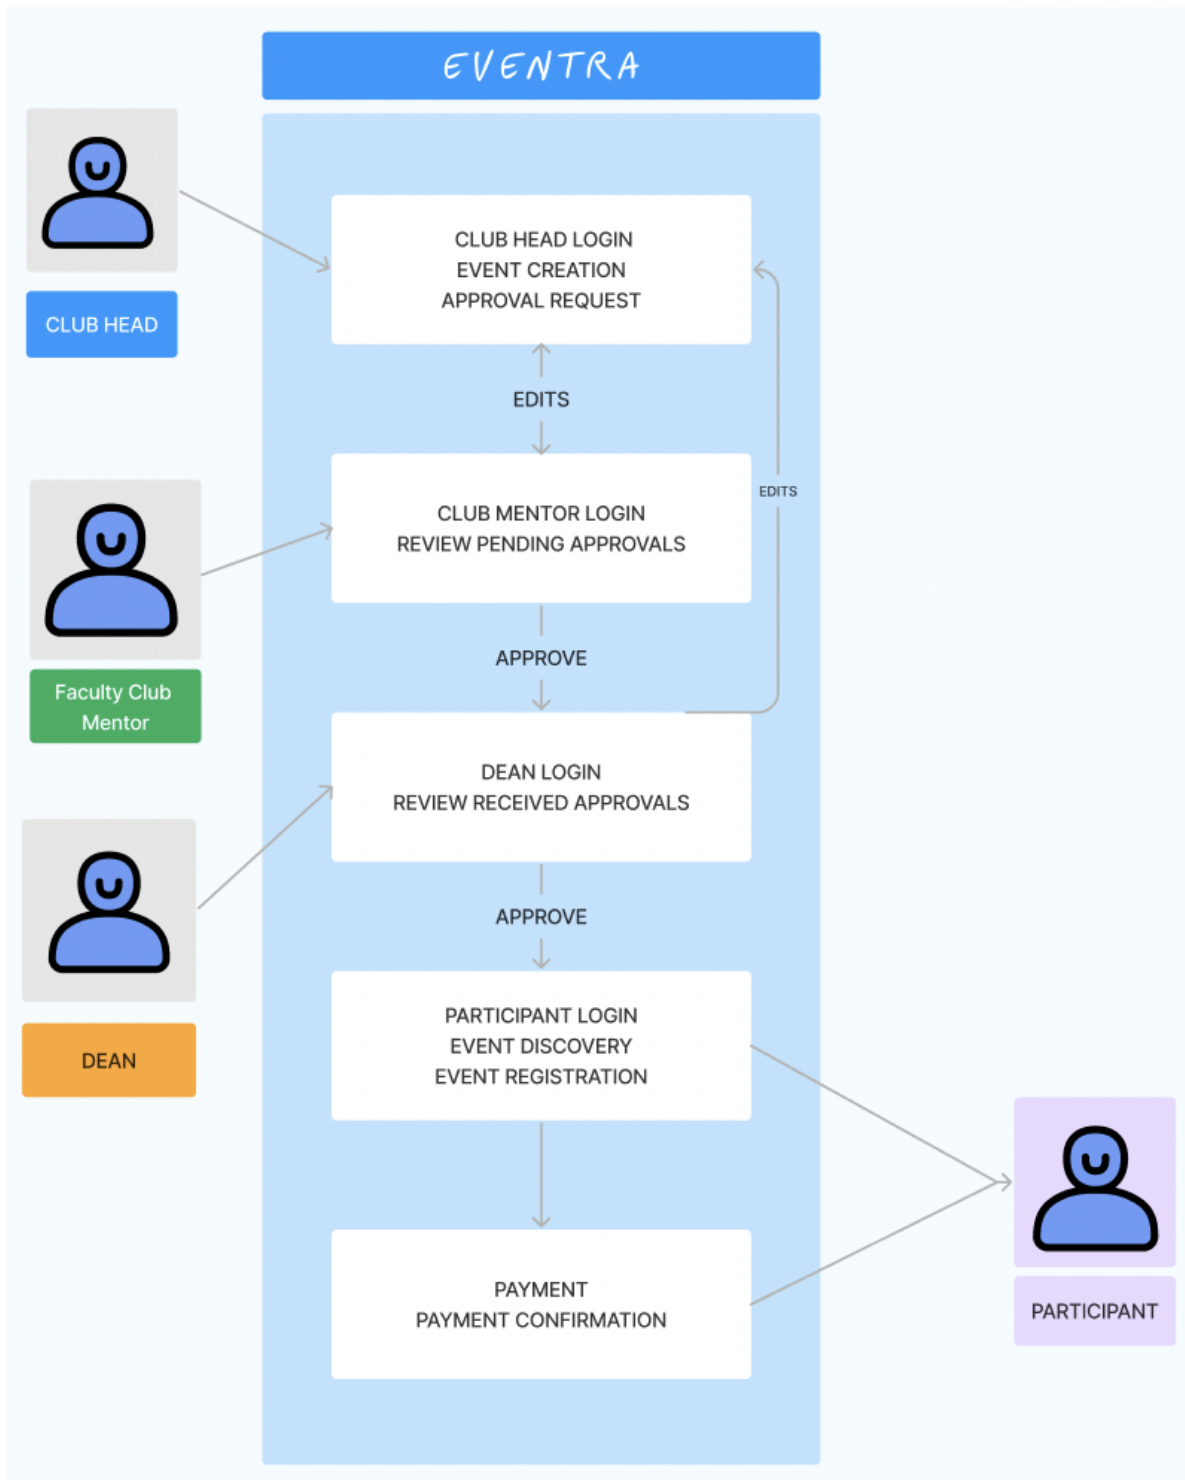 EVENTRA
CLUB HEAD
CLUB HEAD LOGIN
EVENT CREATION
APPROVAL REQUEST
EDITS
CLUB MENTOR LOGIN
REVIEW PENDING APPROVALS
EDITS
Faculty Club
Mentor
APPROVE
DEAN LOGIN
REVIEW RECEIVED APPROVALS
DEAN
APPROVE
PARTICIPANT LOGIN
EVENT DISCOVERY
EVENT REGISTRATION
PAYMENT
PAYMENT CONFIRMATION
PARTICIPANT